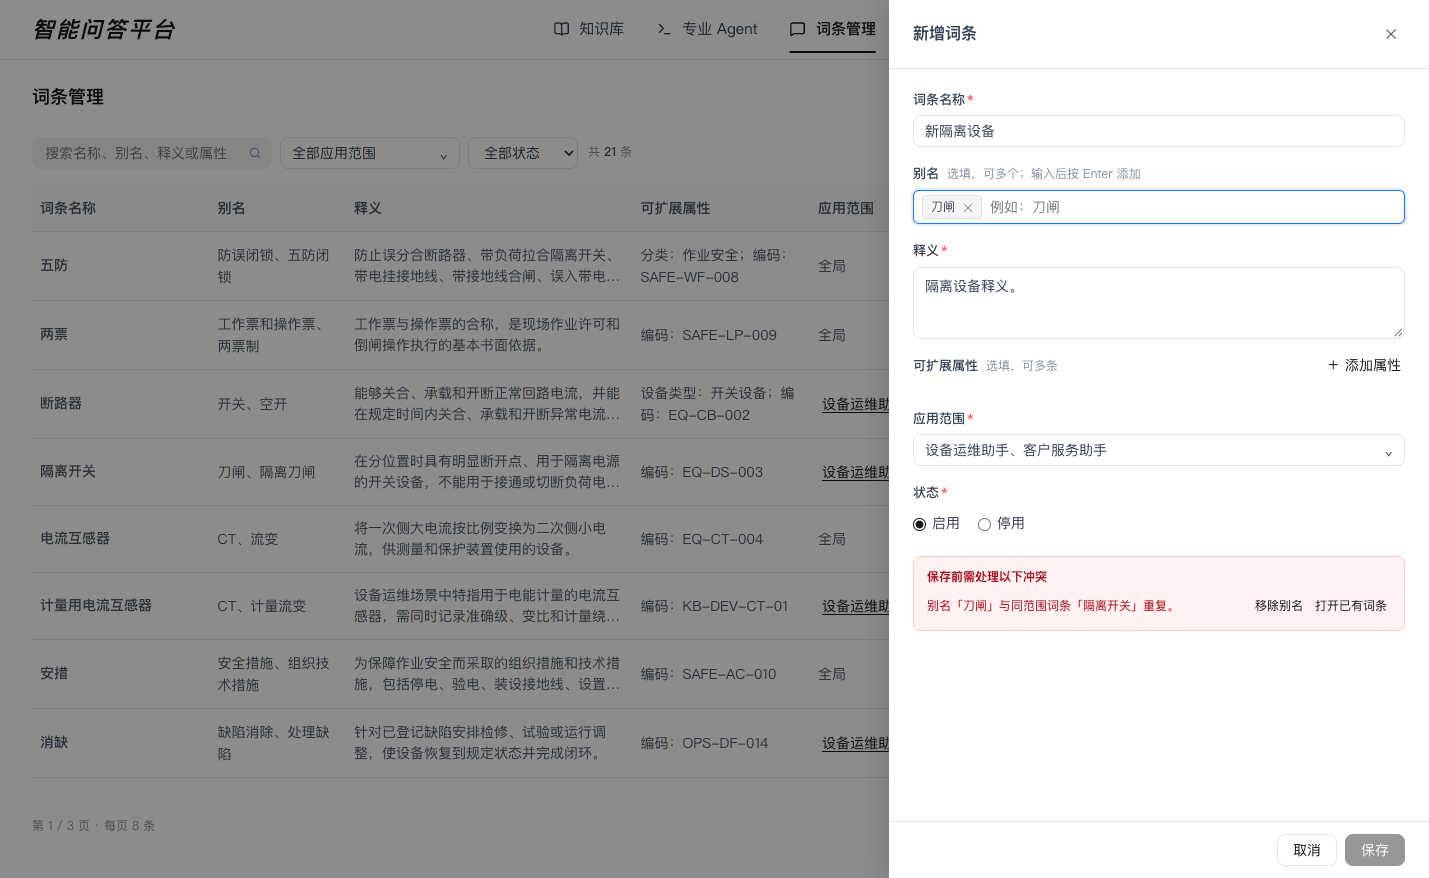 智能问答平台
知识库
专业 Agent
词条管理
词条管理
搜索名称、别名、释义或属性
全部应用范围
全部状态
共 21 条
词条名称 别名 释义 可扩展属性 应用范围
五防
防误闭锁、五防闭
锁
防止误分合断路器、带负荷拉合隔离开关、
带电挂接地线、带接地线合闸、误入带电...
分类：作业安全；编码：
SAFE-WF-008
全局
两票
工作票和操作票、
两票制
工作票与操作票的合称，是现场作业许可和
倒闸操作执行的基本书面依据。
编码：SAFE-LP-009
全局
断路器
开关、空开
能够关合、承载和开断正常回路电流，并能
在规定时间内关合、承载和开断异常电流...
设备类型：开关设备；编
码：EQ-CB-002
设备运维助
隔离开关
刀闸、隔离刀闸
在分位置时具有明显断开点、用于隔离电源
的开关设备，不能用于接通或切断负荷电...
编码：EQ-DS-003
设备运维助
电流互感器
CT、流变
将一次侧大电流按比例变换为二次侧小电
流，供测量和保护装置使用的设备。
编码：EQ-CT-004
全局
计量用电流互感器
CT、计量流变
设备运维场景中特指用于电能计量的电流互
感器，需同时记录准确级、变比和计量绕...
编码：KB-DEV-CT-01
设备运维助
安措
安全措施、组织技
术措施
为保障作业安全而采取的组织措施和技术措
施，包括停电、验电、装设接地线、设置...
编码：SAFE-AC-010
全局
消缺
缺陷消除、处理缺
陷
针对已登记缺陷安排检修、试验或运行调
整，使设备恢复到规定状态并完成闭环。
编码：OPS-DF-014
设备运维助
第 1 / 3 页 · 每页 8 条
新增词条
词条名称*
新隔离设备
别名 选填，可多个；输入后按 Enter 添加
刀闸 例如：刀闸
释义*
隔离设备释义。
可扩展属性 选填，可多条
+ 添加属性
应用范围*
设备运维助手、客户服务助手
状态*
启用 停用
保存前需处理以下冲突
别名「刀闸」与同范围词条「隔离开关」重复。
移除别名 打开已有词条
取消 保存